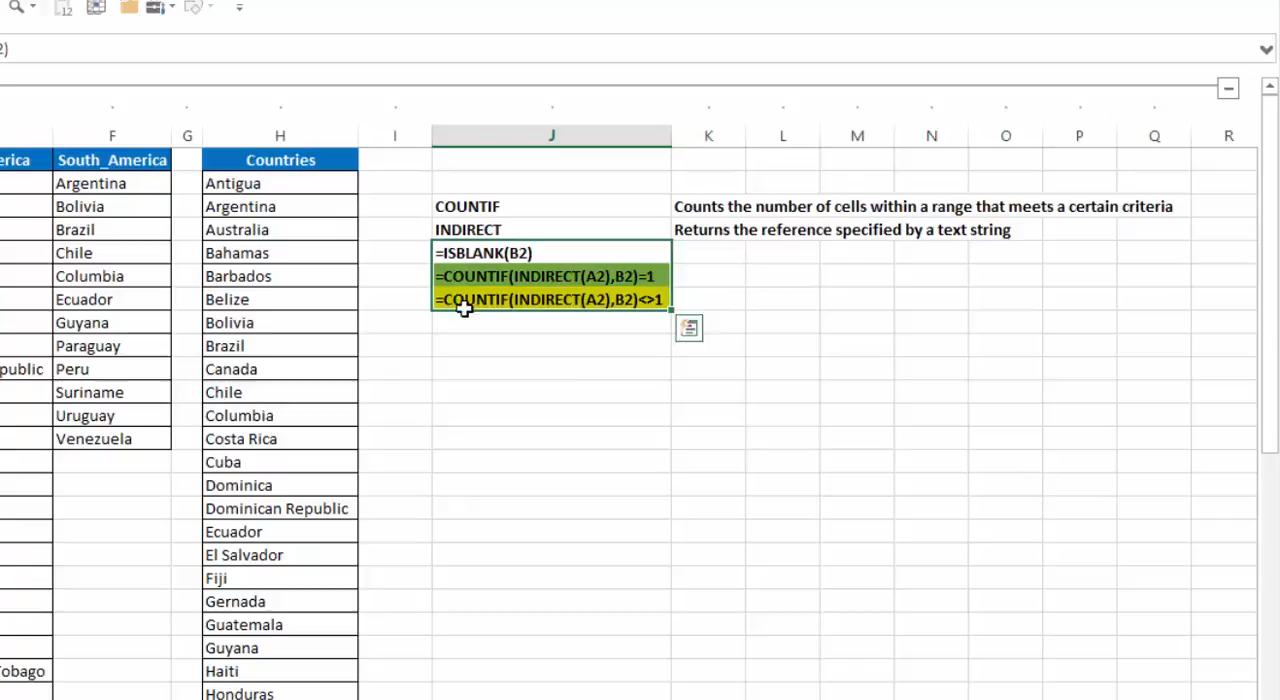 12
2)
F G H I J K L M N O P Q R
erica South_America Countries
Argentina Antigua
Bolivia Argentina COUNTIF Counts the number of cells within a range that meets a certain criteria
Brazil Australia INDIRECT Returns the reference specified by a text string
Chile Bahamas =ISBLANK(B2)
Columbia Barbados =COUNTIF(INDIRECT(A2),B2)=1
Ecuador Belize =COUNTIF(INDIRECT(A2),B2)<>1
Guyana Bolivia
Paraguay Brazil
public Peru Canada
Suriname Chile
Uruguay Columbia
Venezuela Costa Rica
Cuba
Dominica
Dominican Republic
Ecuador
El Salvador
Fiji
Gernada
Guatemala
Guyana
Tobago Haiti
Honduras